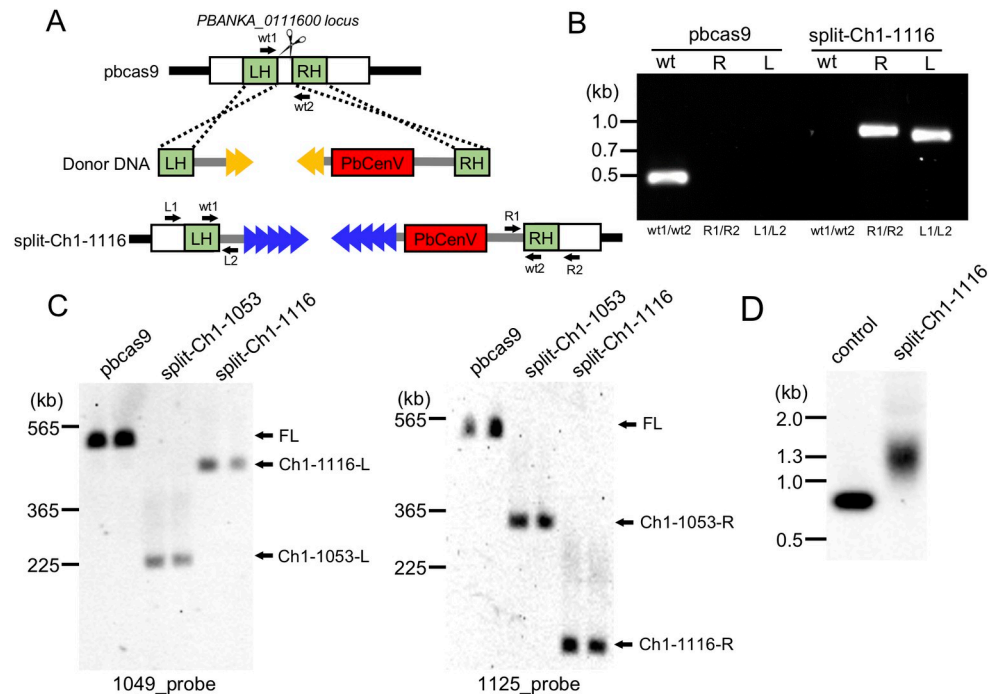 A
PBANKA_0111600 locus
wt1
pbcas9
LH
RH
wt2
Donor DNA
LH
PbCenV
RH
L1
wt1
R1
split-Ch1-1116
LH
PbCenV
RH
L2
wt2
R2
B
pbcas9
split-Ch1-1116
wt
R
L
wt
R
L
(kb)
1.0
0.7
0.5
wt1/wt2
R1/R2
L1/L2
wt1/wt2
R1/R2
L1/L2
C
pbcas9
split-Ch1-1053
split-Ch1-1116
(kb)
565
365
225
FL
Ch1-1116-L
Ch1-1053-L
1049_probe
pbcas9
split-Ch1-1053
split-Ch1-1116
(kb)
565
365
225
FL
Ch1-1053-R
Ch1-1116-R
1125_probe
D
control
split-Ch1-1116
(kb)
2.0
1.3
1.0
0.5